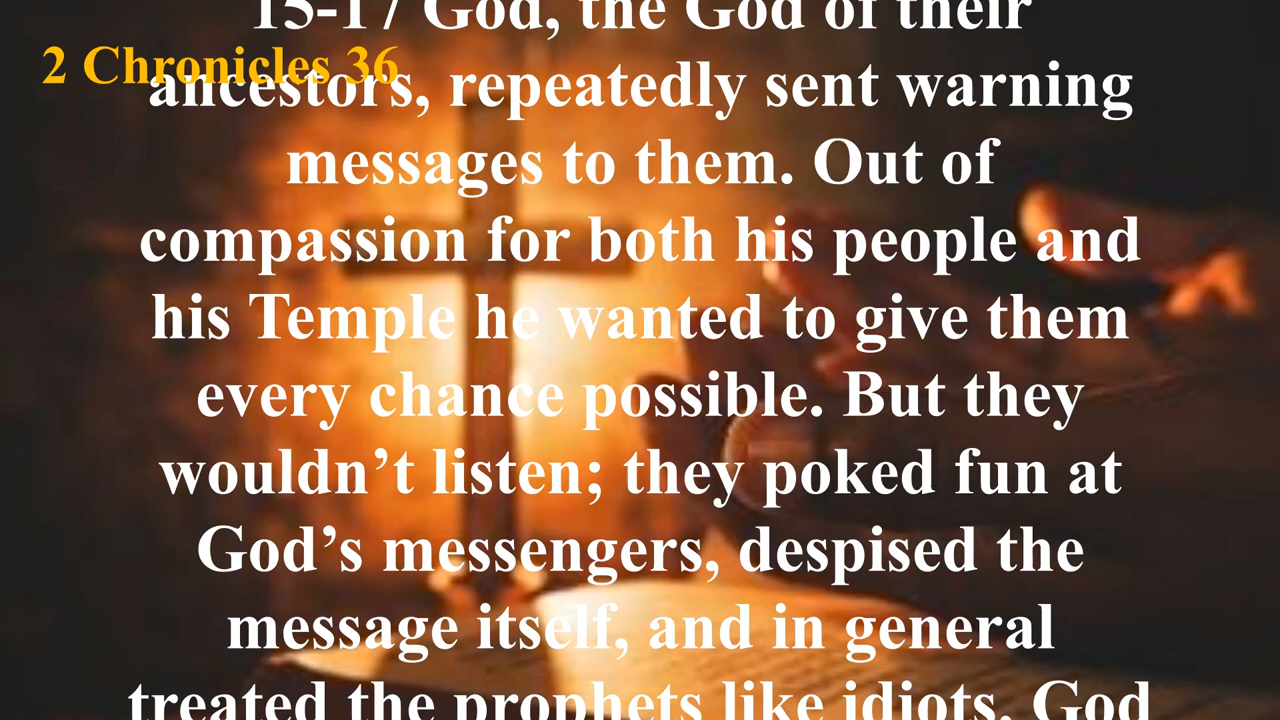 15-17 God, the God of their
2 Chronicles 36
ancestors, repeatedly sent warning
messages to them. Out of
compassion for both his people and
his Temple he wanted to give them
every chance possible. But they
wouldn’t listen; they poked fun at
God’s messengers, despised the
message itself, and in general
treated the prophets like idiots. God